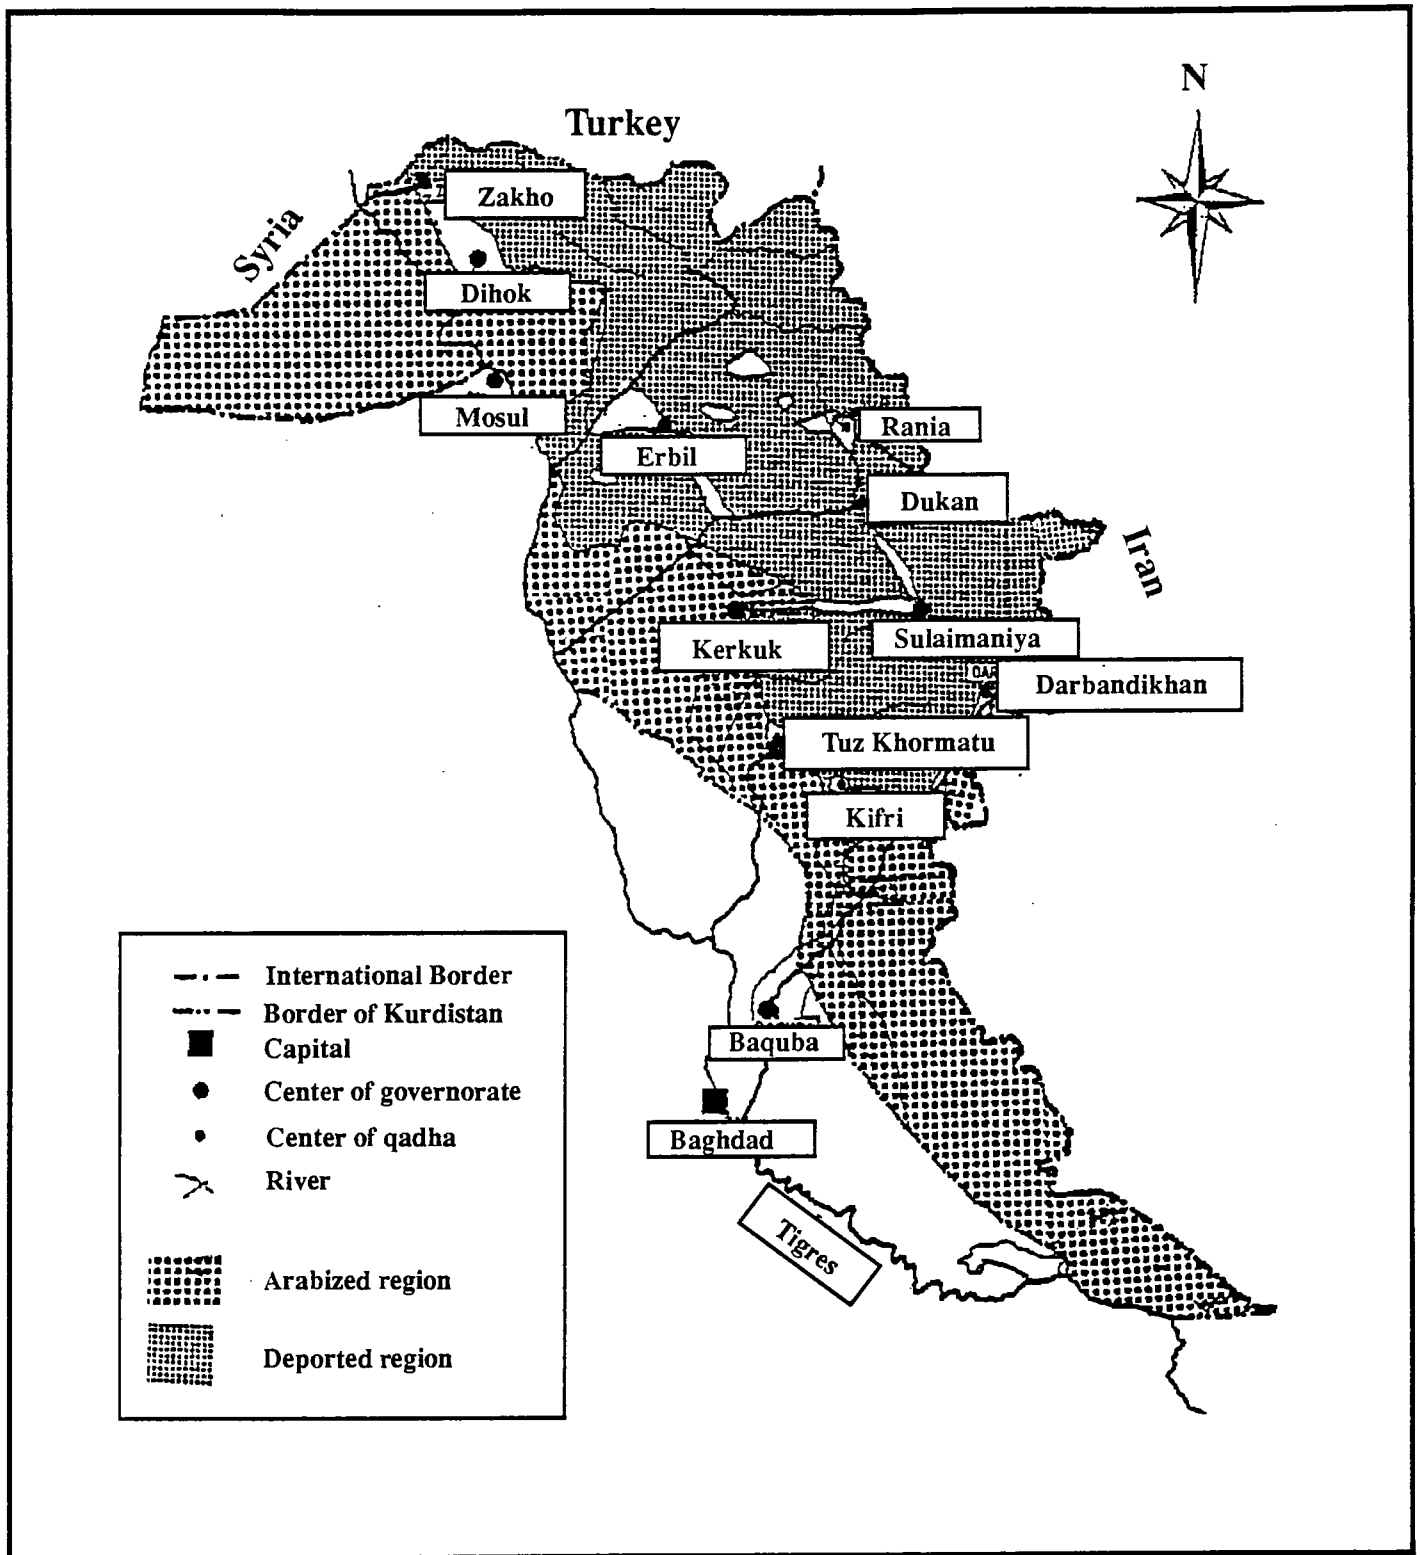 N
Turkey
Syria
Zakho
Dihok
Mosul
Rania
Erbil
Dukan
Iran
Sulaimaniya
Kerkuk
Darbandikhan
Tuz Khormatu
Kifri
International Border
Border of Kurdistan
Capital
Center of governorate
Center of qadha
River
Arabized region
Deported region
Baquba
Baghdad
Tigres